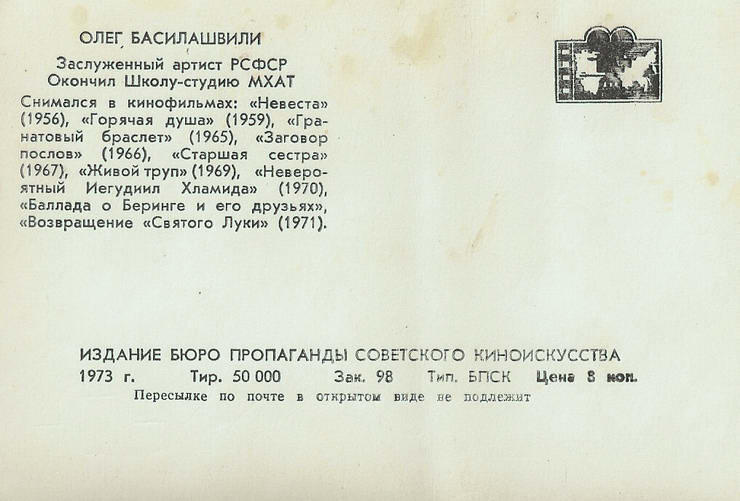 ОЛЕГ БАСИЛАШВИЛИ
Заслуженный артист РСФСР
Окончил Школу-студию МХАТ
Снимался в кинофильмах: «Невеста»
(1956), «Горячая душа» (1959), «Гра-
натовый браслет» (1965), «Заговор
послов» (1966), «Старшая сестра»
(1967), «Живой труп» (1969), «Неверо-
ятный Иегудиил Хламида» (1970),
«Баллада о Беринге и его друзьях»,
«Возвращение «Святого Луки» (1971).
ИЗДАНИЕ БЮРО ПРОПАГАНДЫ СОВЕТСКОГО КИНОИСКУССТВА
1973 г. Тир. 50 000 Зак. 98 Тип. БПСК Цена 8 коп.
Пересылке по почте в открытом виде не подлежит